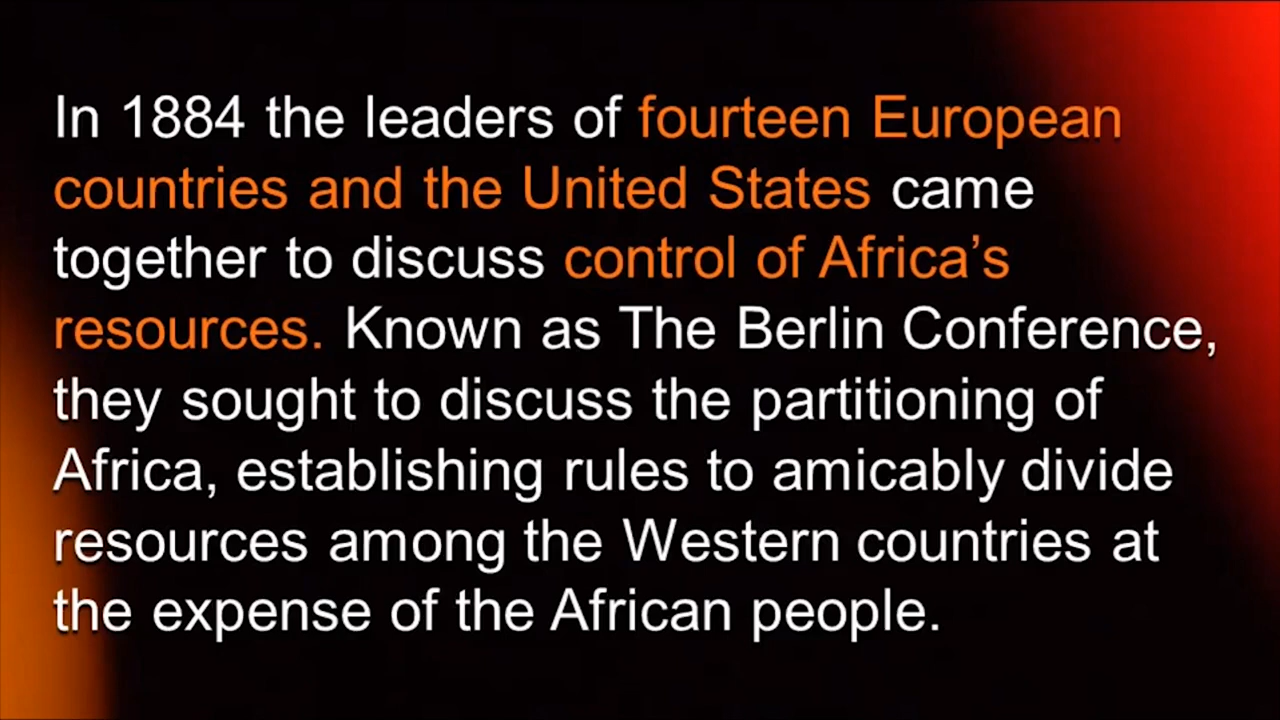 In 1884 the leaders of fourteen European
countries and the United States came
together to discuss control of Africa’s
resources. Known as The Berlin Conference,
they sought to discuss the partitioning of
Africa, establishing rules to amicably divide
resources among the Western countries at
the expense of the African people.